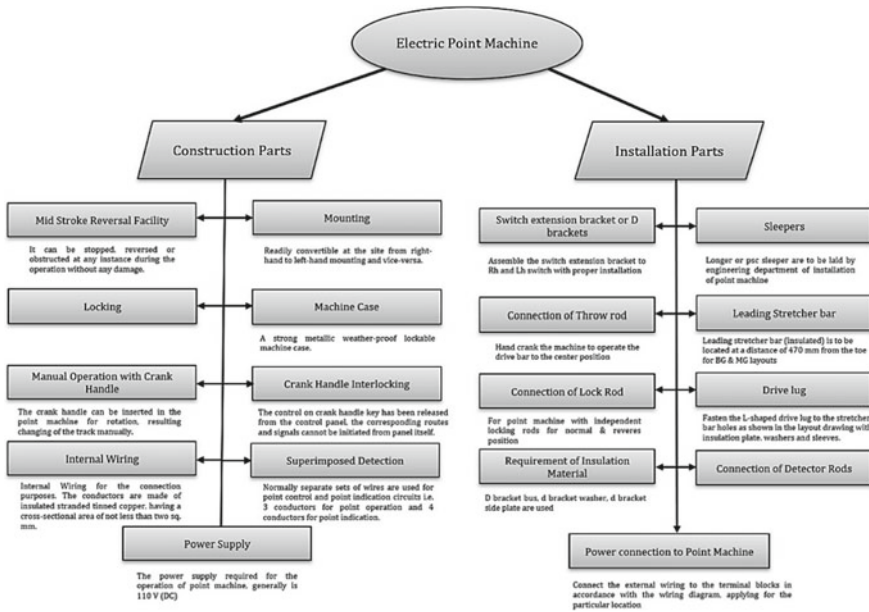 Electric Point Machine
Construction Parts
Mid Stroke Reversal Facility
It can be stopped, reversed or
obstructed at any instance during the
operation without any damage.
Mounting
Readily convertible at the site from right-
hand to left-hand mounting and vice-versa.
Locking
Machine Case
A strong metallic weather-proof lockable
machine case.
Manual Operation with Crank
Handle
The crank handle can be inserted in the
point machine for rotation, resulting
changing of the track manually.
Crank Handle Interlocking
The control on crank handle key has been released
from the control panel, the corresponding routes
and signals cannot be initiated from panel itself.
Internal Wiring
Internal Wiring for the connection
purposes. The conductors are made of
insulated stranded tinned copper, having a
cross-sectional area of not less than two sq.
mm.
Superimposed Detection
Normally separate sets of wires are used for
point control and point indication circuits i.e.
3 conductors for point operation and 4
conductors for point indication.
Power Supply
The power supply required for the
operation of point machine, generally is
110 V (DC)
Installation Parts
Switch extension bracket or D
brackets
Assemble the switch extension bracket to
Rh and Lh switch with proper installation
Sleepers
Longer or psc sleeper are to be laid by
engineering department of installation
of point machine
Connection of Throw rod
Hand crank the machine to operate the
drive bar to the center position
Leading Stretcher bar
Leading stretcher bar (insulated) is to be
located at a distance of 470 mm from the toe
for BG & MG layouts
Connection of Lock Rod
For point machine with independent
locking rods for normal & reveres
position
Drive lug
Fasten the L-shaped drive lug to the stretcher
bar holes as shown in the layout drawing with
insulation plate, washers and sleeves.
Requirement of Insulation
Material
D bracket bus, d bracket washer, d bracket
side plate are used
Connection of Detector Rods
Power connection to Point Machine
Connect the external wiring to the terminal blocks in
accordance with the wiring diagram, applying for the
particular location